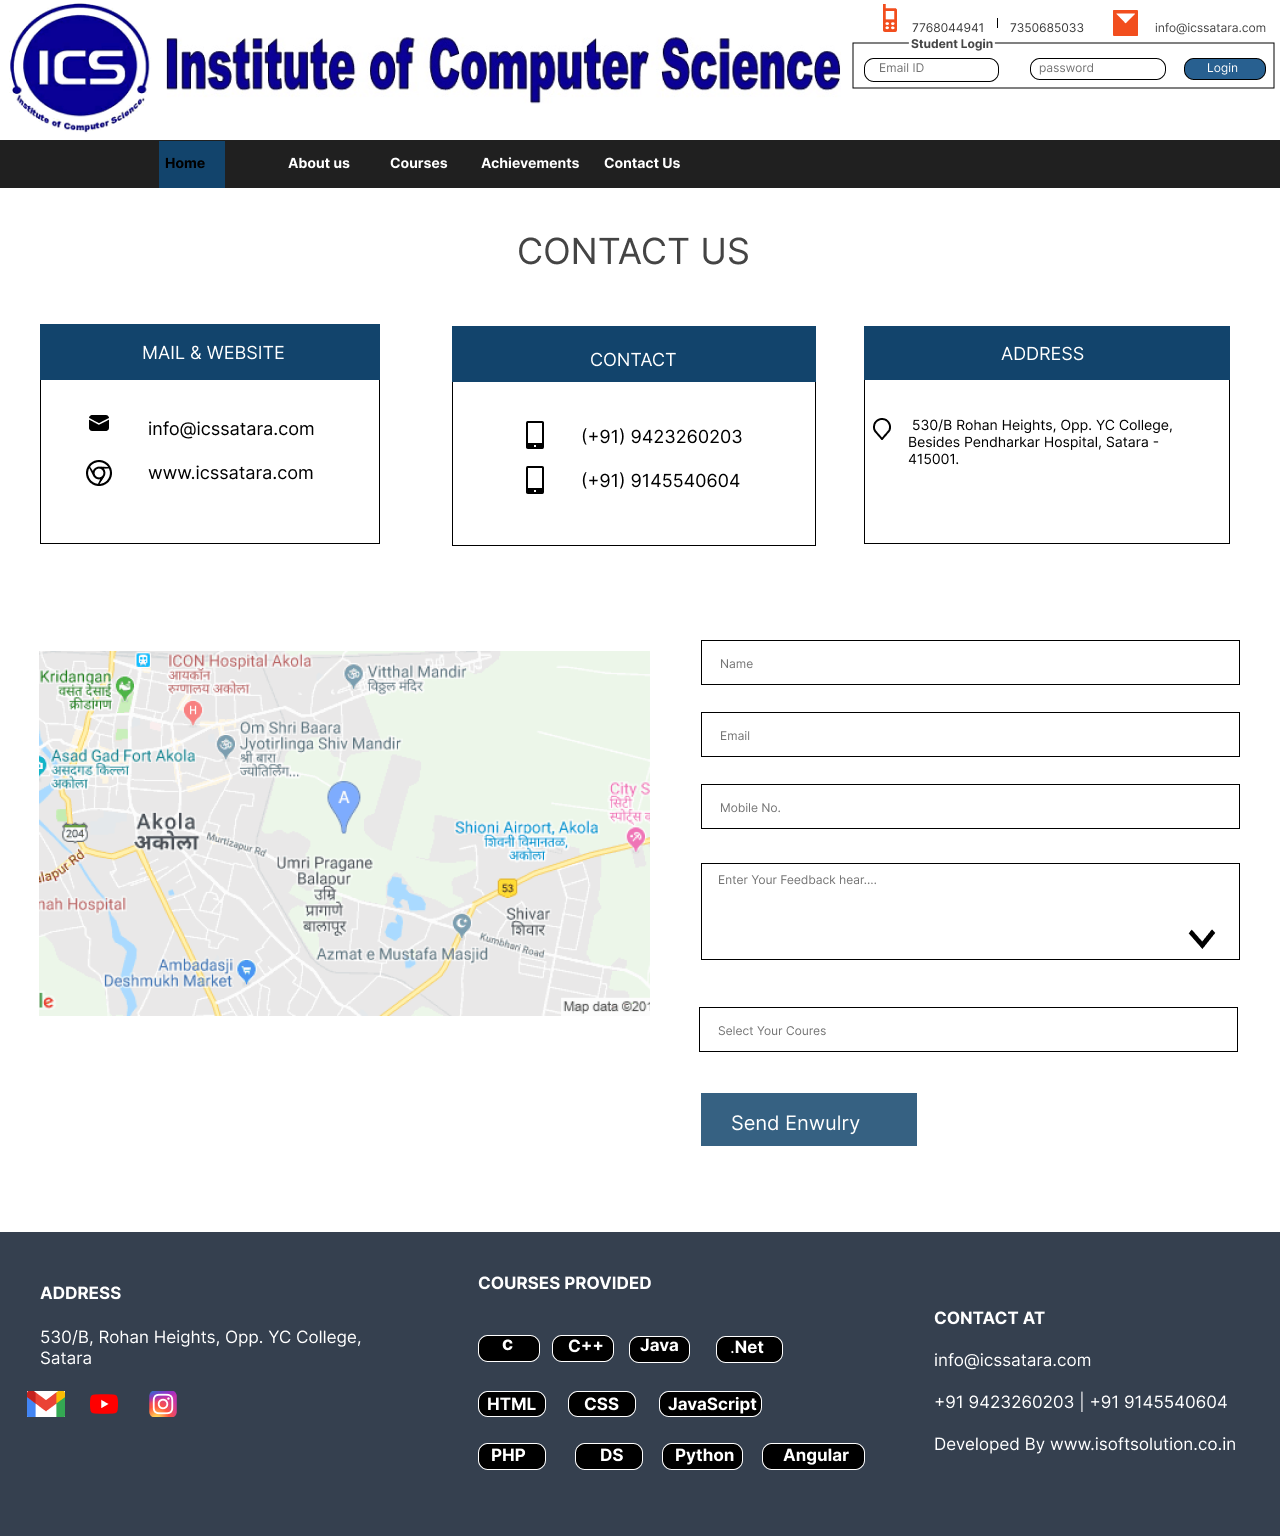 ICS
Institute of Computer Science.
Institute of Computer Science
7768044941 | 7350685033
info@icssatara.com
Student Login
Email ID
password
Login
Home
About us
Courses
Achievements
Contact Us
CONTACT US
MAIL & WEBSITE
info@icssatara.com
www.icssatara.com
CONTACT
(+91) 9423260203
(+91) 9145540604
ADDRESS
530/B Rohan Heights, Opp. YC College,
Besides Pendharkar Hospital, Satara -
415001.
ICON Hospital Akola
आयकॉन
रुग्णालय अकोला
Kridangan
वसंत देसाई
क्रीडांगण
H
Vitthal Mandir
विठ्ठल मंदिर
Om Shri Baara
Jyotirlinga Shiv Mandir
श्री बारा
ज्योतिर्लिंग...
Asad Gad Fort Akola
असदगड किल्ला
अकोला
A
City S
सिटी
स्पोर्ट्स क
Akola
अकोला
204
Murtizapur Rd
Shioni Airport, Akola
शिवनी विमानतळ,
अकोला
alapur Rd
Umri Pragane
Balapur
उम्रि
प्रागाणे
बालापूर
53
nah Hospital
Shivar
शिवार
Kumbhari Road
Azmat e Mustafa Masjid
Ambadasji
Deshmukh Market
le
Map data ©201
Name
Email
Mobile No.
Enter Your Feedback hear....
Select Your Coures
Send Enwulry
ADDRESS
530/B, Rohan Heights, Opp. YC College,
Satara
COURSES PROVIDED
c
C++
Java
.Net
HTML
CSS
JavaScript
PHP
DS
Python
Angular
CONTACT AT
info@icssatara.com
+91 9423260203 | +91 9145540604
Developed By www.isoftsolution.co.in